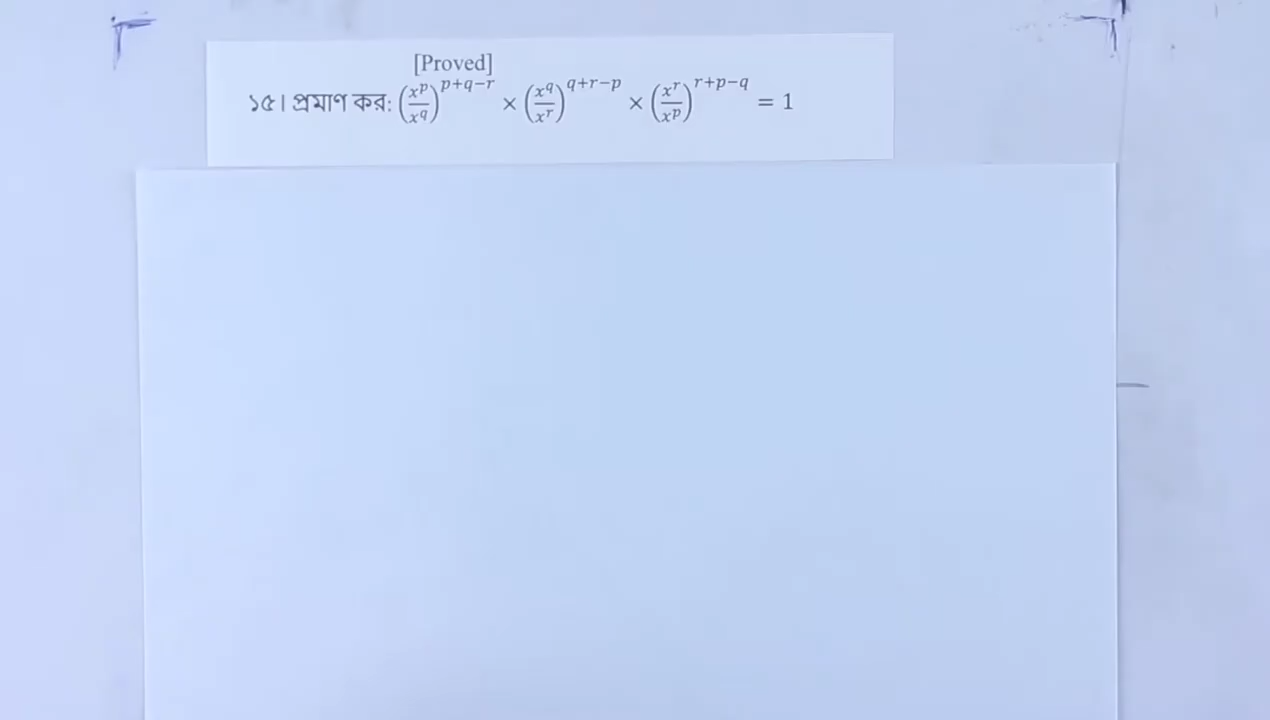 [Proved]
১৫। প্রমাণ কর: (x^p/x^q)^{p+q−r} × (x^q/x^r)^{q+r−p} × (x^r/x^p)^{r+p−q} = 1